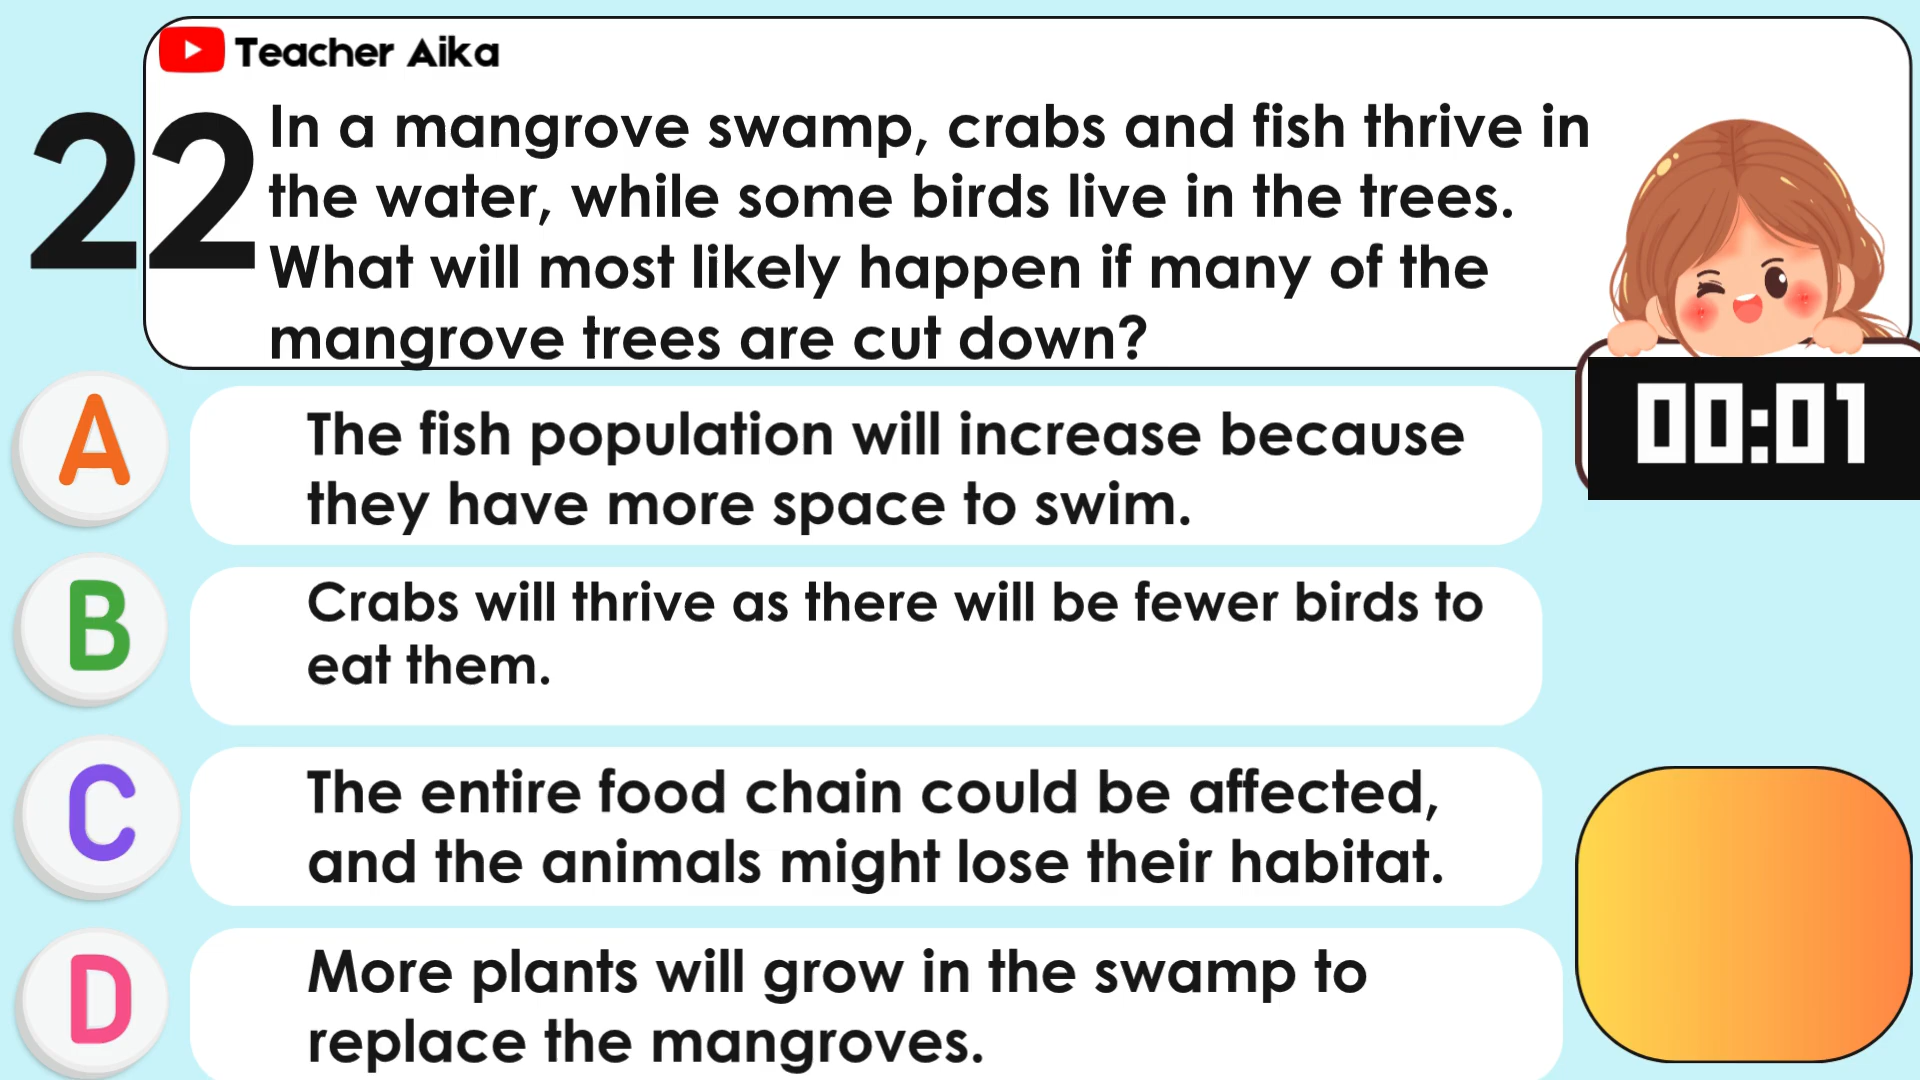 Teacher Aika
22
In a mangrove swamp, crabs and fish thrive in
the water, while some birds live in the trees.
What will most likely happen if many of the
mangrove trees are cut down?
00:01
A
The fish population will increase because
they have more space to swim.
B
Crabs will thrive as there will be fewer birds to
eat them.
C
The entire food chain could be affected,
and the animals might lose their habitat.
D
More plants will grow in the swamp to
replace the mangroves.